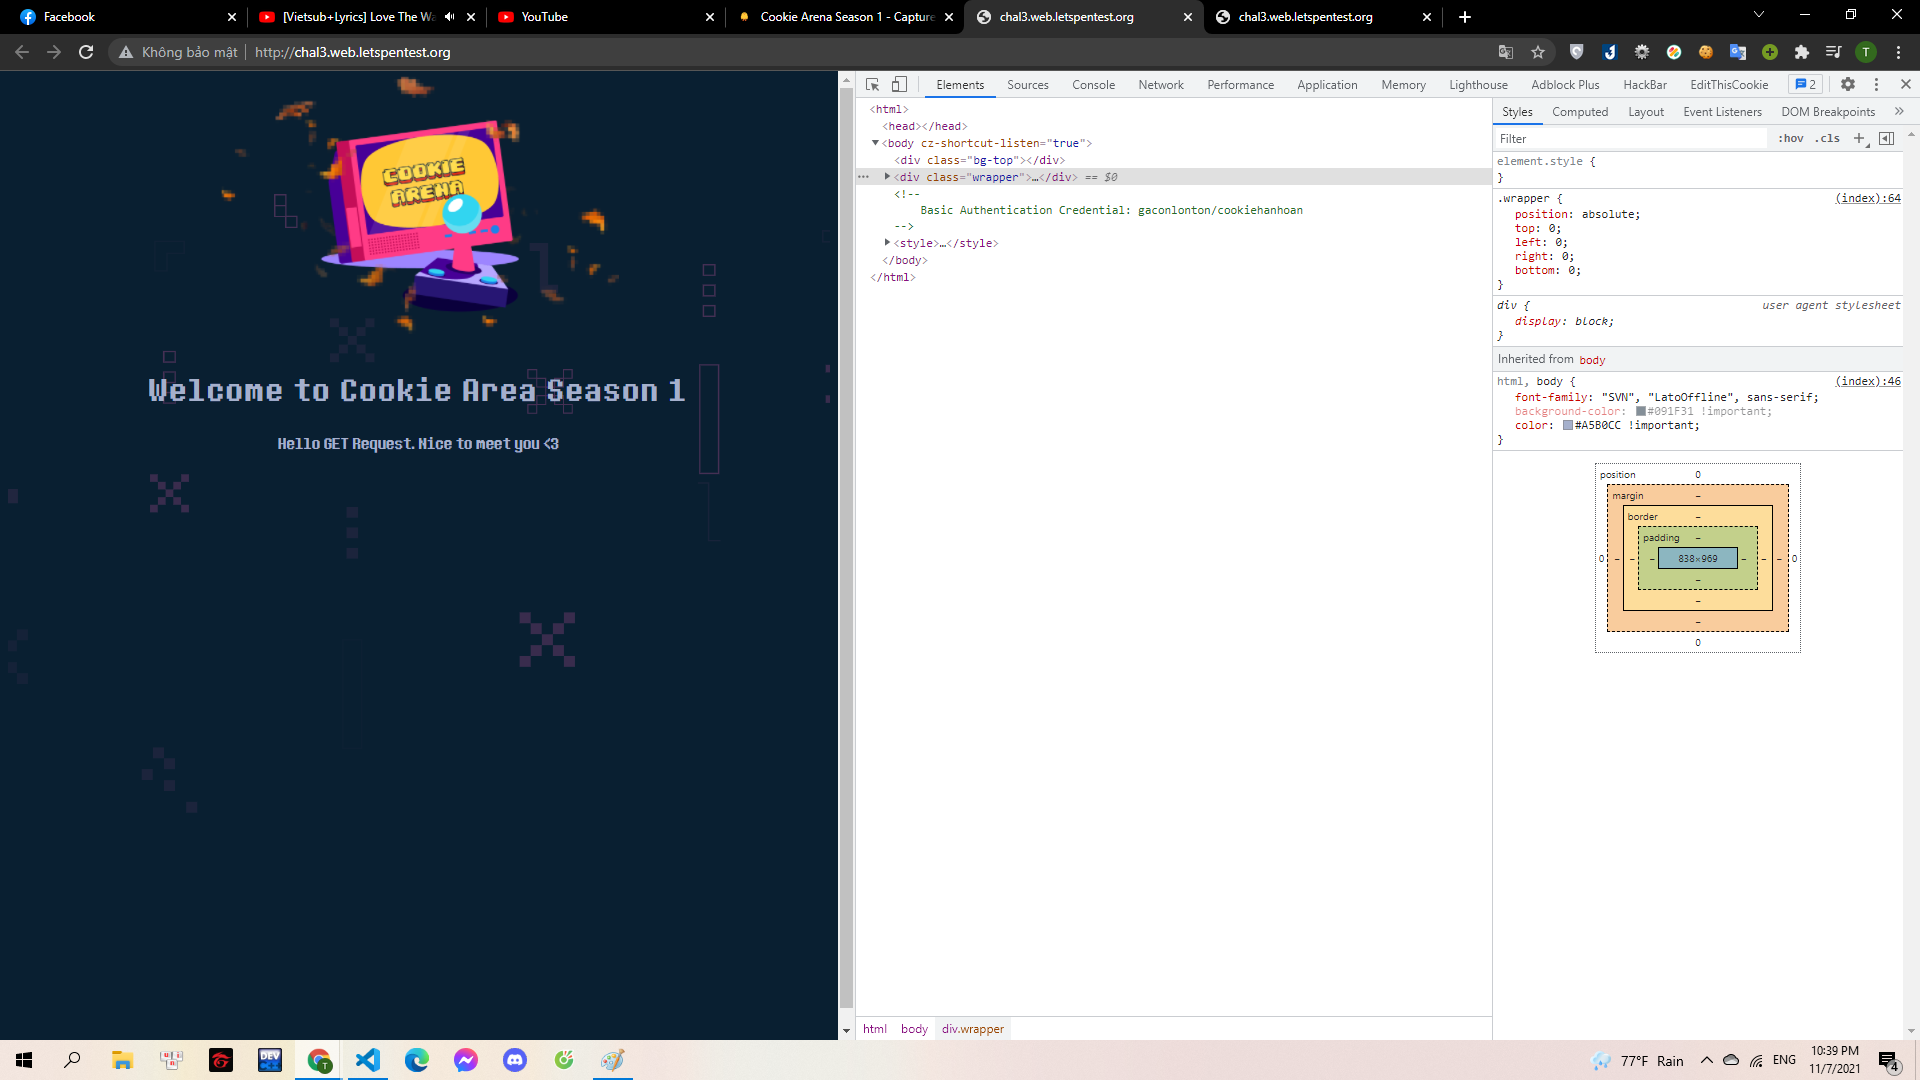 Facebook
[Vietsub+Lyrics] Love The Wa
YouTube
Cookie Arena Season 1 - Capture
chal3.web.letspentest.org
chal3.web.letspentest.org
Không bảo mật
http://chal3.web.letspentest.org
T
COOKIE
ARENA
Welcome to Cookie Area Season 1
Hello GET Request. Nice to meet you <3
Elements
Sources
Console
Network
Performance
Application
Memory
Lighthouse
Adblock Plus
HackBar
EditThisCookie
2
<html>
<head></head>
<body cz-shortcut-listen="true">
<div class="bg-top"></div>
<div class="wrapper">…</div> == $0
<!--
Basic Authentication Credential: gaconlonton/cookiehanhoan
-->
<style>…</style>
</body>
</html>
html
body
div.wrapper
Styles
Computed
Layout
Event Listeners
DOM Breakpoints
»
Filter
:hov
.cls
+
element.style {
}
.wrapper {
(index):64
position: absolute;
top: 0;
left: 0;
right: 0;
bottom: 0;
}
div {
user agent stylesheet
display: block;
}
Inherited from body
html, body {
(index):46
font-family: "SVN", "LatoOffline", sans-serif;
background-color: #091F31 !important;
color: #A5B0CC !important;
}
position
0
margin
–
border
–
padding
–
0
–
–
–
838×969
–
–
–
0
–
–
–
0
DEV
T
77°F Rain
ENG
10:39 PM
11/7/2021
4